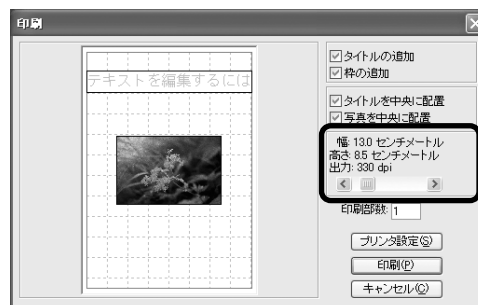 印刷
テキストを編集するには
タイトルの追加
枠の追加
タイトルを中央に配置
写真を中央に配置
幅: 13.0 センチメートル
高さ: 8.5 センチメートル
出力: 330 dpi
印刷部数: 1
プリンタ設定(S)
印刷(P)
キャンセル(C)